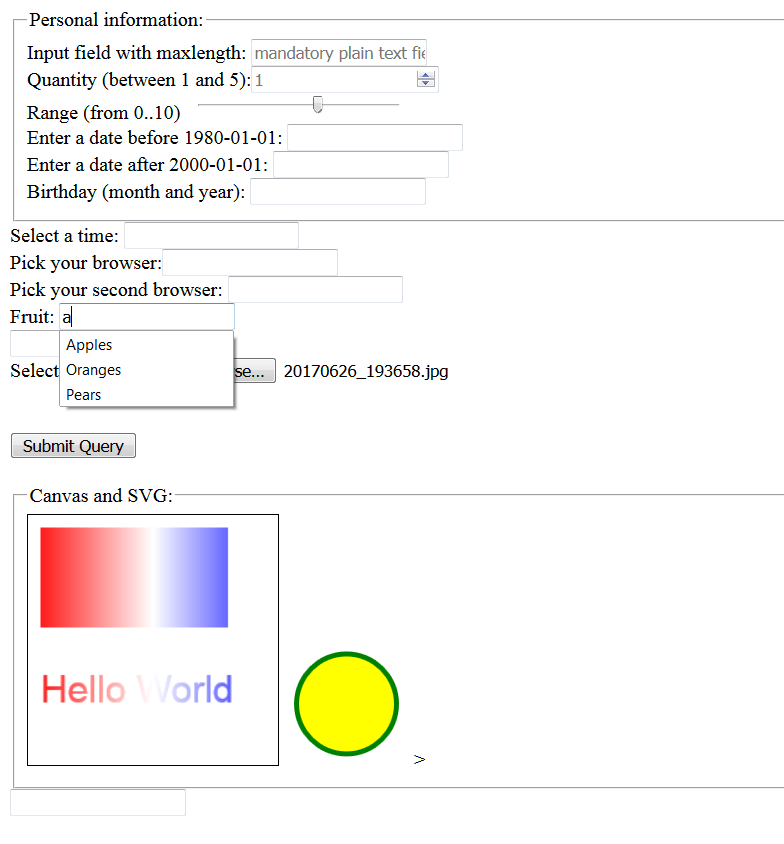 Personal information:
Input field with maxlength: mandatory plain text fie
Quantity (between 1 and 5): 1
Range (from 0..10)
Enter a date before 1980-01-01:
Enter a date after 2000-01-01:
Birthday (month and year):
Select a time:
Pick your browser:
Pick your second browser:
Fruit: a
Apples
Oranges
Pears
Select se... 20170626_193658.jpg
Submit Query
Canvas and SVG:
Hello World
>